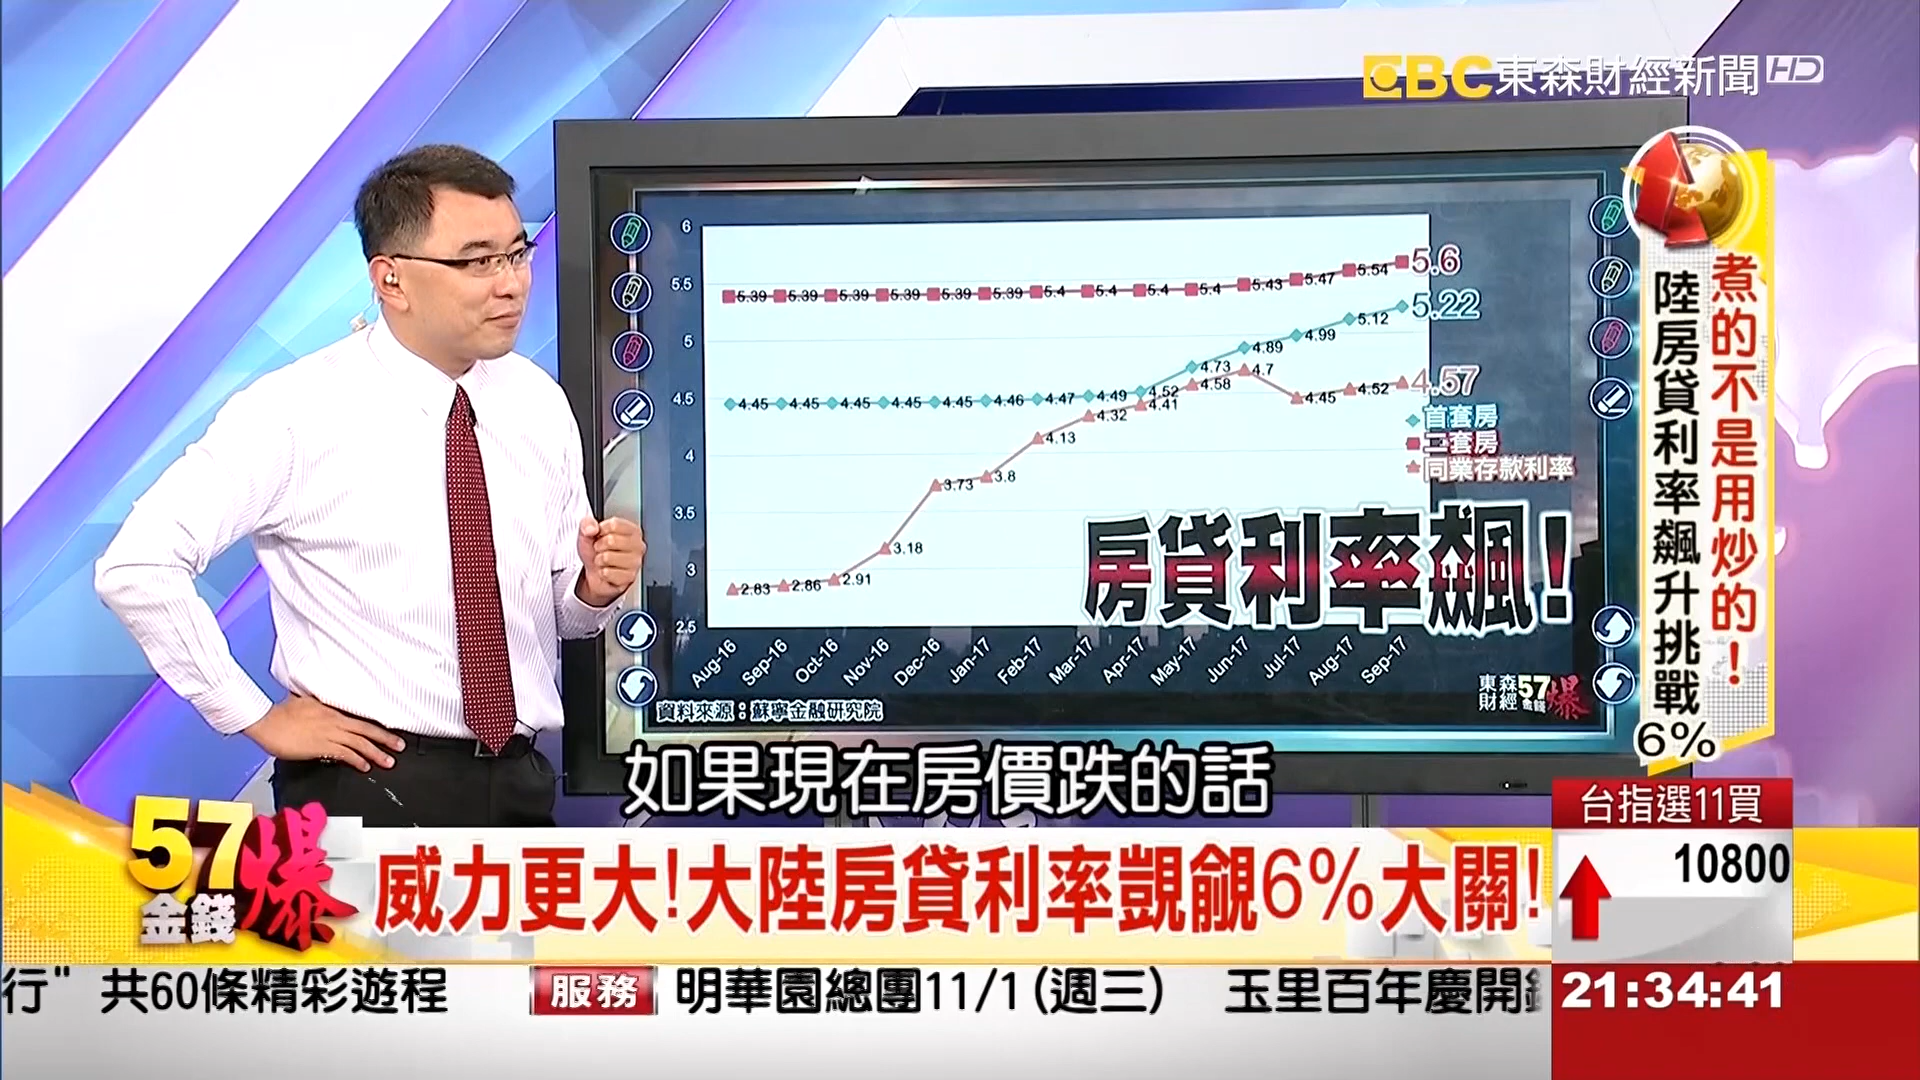 EBC東森財經新聞HD
煮的不是用炒的！
陸房貸利率飆升挑戰6%
6
5.5
5
4.5
4
3.5
3
2.5
5.39 5.39 5.39 5.39 5.39 5.39 5.4 5.4 5.4 5.4 5.43 5.47 5.54 5.6
4.45 4.45 4.45 4.45 4.45 4.46 4.47 4.49 4.52 4.73 4.89 4.99 5.12 5.22
2.83 2.86 2.91 3.18 3.73 3.8 4.13 4.32 4.41 4.58 4.7 4.45 4.52 4.57
首套房
二套房
同業存款利率
房貸利率飆！
Aug-16 Sep-16 Oct-16 Nov-16 Dec-16 Jan-17 Feb-17 Mar-17 Apr-17 May-17 Jun-17 Jul-17 Aug-17 Sep-17
資料來源：蘇寧金融研究院
東森財經57金錢爆
如果現在房價跌的話
57金錢爆
威力更大!大陸房貸利率覬覦6%大關!
台指選11買
10800
行" 共60條精彩遊程 服務 明華園總團11/1(週三) 玉里百年慶開
21:34:41